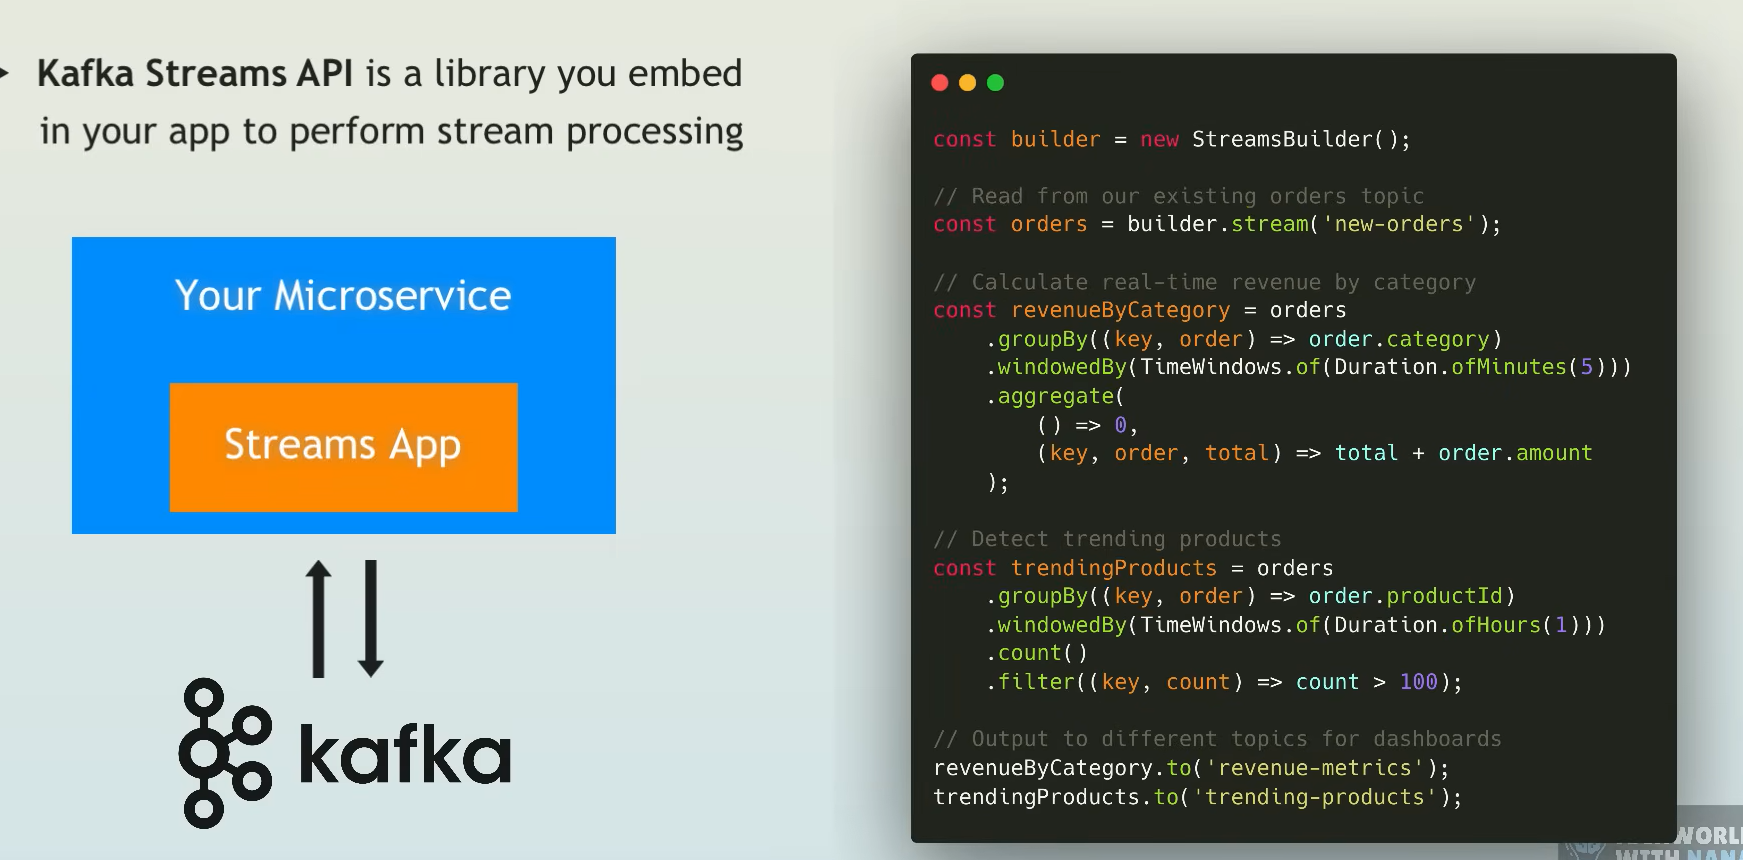 Kafka Streams API is a library you embed
in your app to perform stream processing
Your Microservice
Streams App
kafka
const builder = new StreamsBuilder();
// Read from our existing orders topic
const orders = builder.stream('new-orders');
// Calculate real-time revenue by category
const revenueByCategory = orders
    .groupBy((key, order) => order.category)
    .windowedBy(TimeWindows.of(Duration.ofMinutes(5)))
    .aggregate(
        () => 0,
        (key, order, total) => total + order.amount
    );
// Detect trending products
const trendingProducts = orders
    .groupBy((key, order) => order.productId)
    .windowedBy(TimeWindows.of(Duration.ofHours(1)))
    .count()
    .filter((key, count) => count > 100);
// Output to different topics for dashboards
revenueByCategory.to('revenue-metrics');
trendingProducts.to('trending-products');
WITH NANA